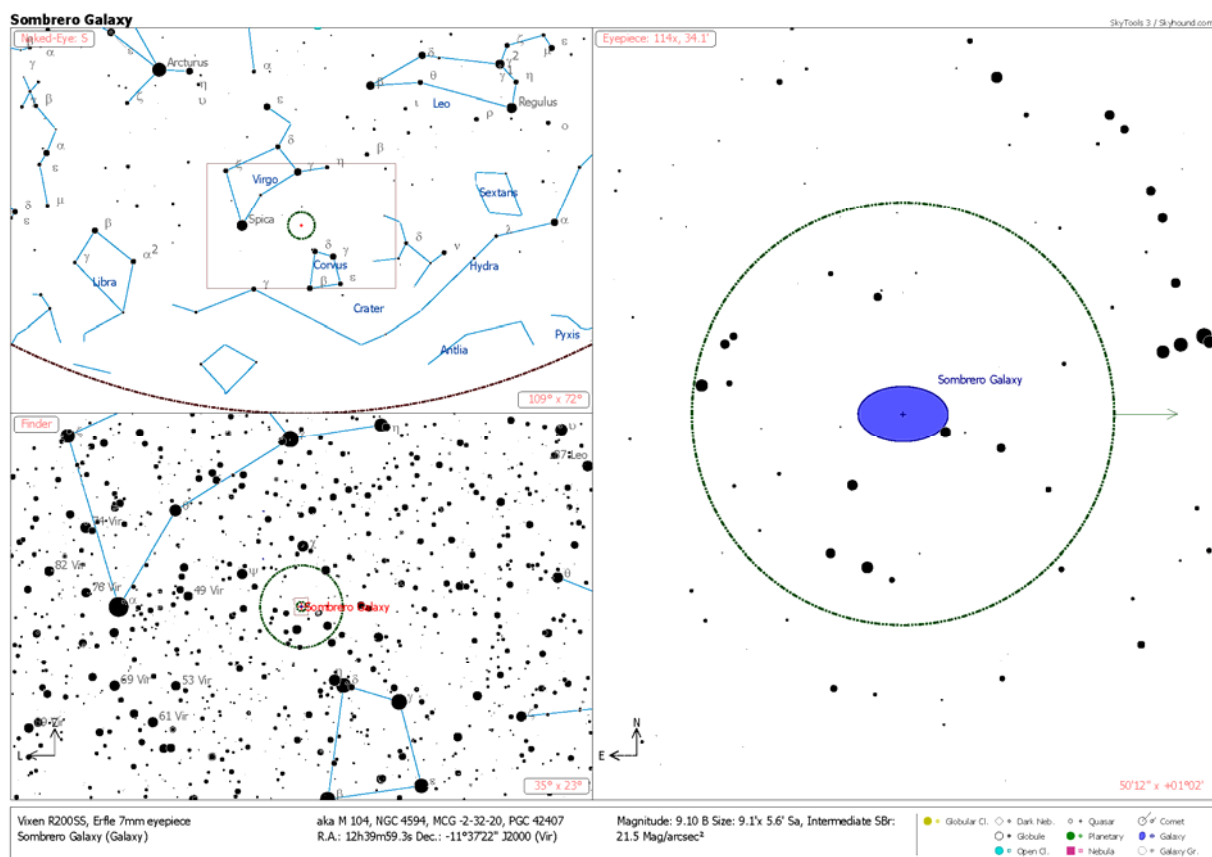 Sombrero Galaxy
SkyTools 3 / Skyhound.com
Naked-Eye: S
Arcturus
ε
α
γ
β
ζ
η
υ
α
ε
μ
δ
ε
μ
α
ε
δ
ζ
γ
η
β
Virgo
Spica
δ
γ
Corvus
β
ε
γ
β
γ
α2
Libra
δ
θ
β
Leo
ζ
ε
μ
γ2
γ
η
Regulus
ι
ρ
ο
Sextans
α
λ
ν
δ
Hydra
Crater
Antlia
Pyxis
109° x 72°
Finder
ζ
η
υ
87 Leo
θ
74 Vir
82 Vir
76 Vir
α
49 Vir
ψ
χ
θ
Sombrero Galaxy
69 Vir
53 Vir
61 Vir
η
δ
γ
ζ
β
ε
Z
L
35° x 23°
Eyepiece: 114x, 34.1'
Sombrero Galaxy
N
E
50'12" x +01°02'
Vixen R200SS, Erfle 7mm eyepiece
Sombrero Galaxy (Galaxy)
aka M 104, NGC 4594, MCG -2-32-20, PGC 42407
R.A.: 12h39m59.3s Dec.: -11°37'22" J2000 (Vir)
Magnitude: 9.10 B Size: 9.1'x 5.6' Sa, Intermediate SBr:
21.5 Mag/arcsec²
Globular Cl.
Dark Neb.
Quasar
Comet
Globule
Planetary
Galaxy
Open Cl.
Nebula
Galaxy Gr.